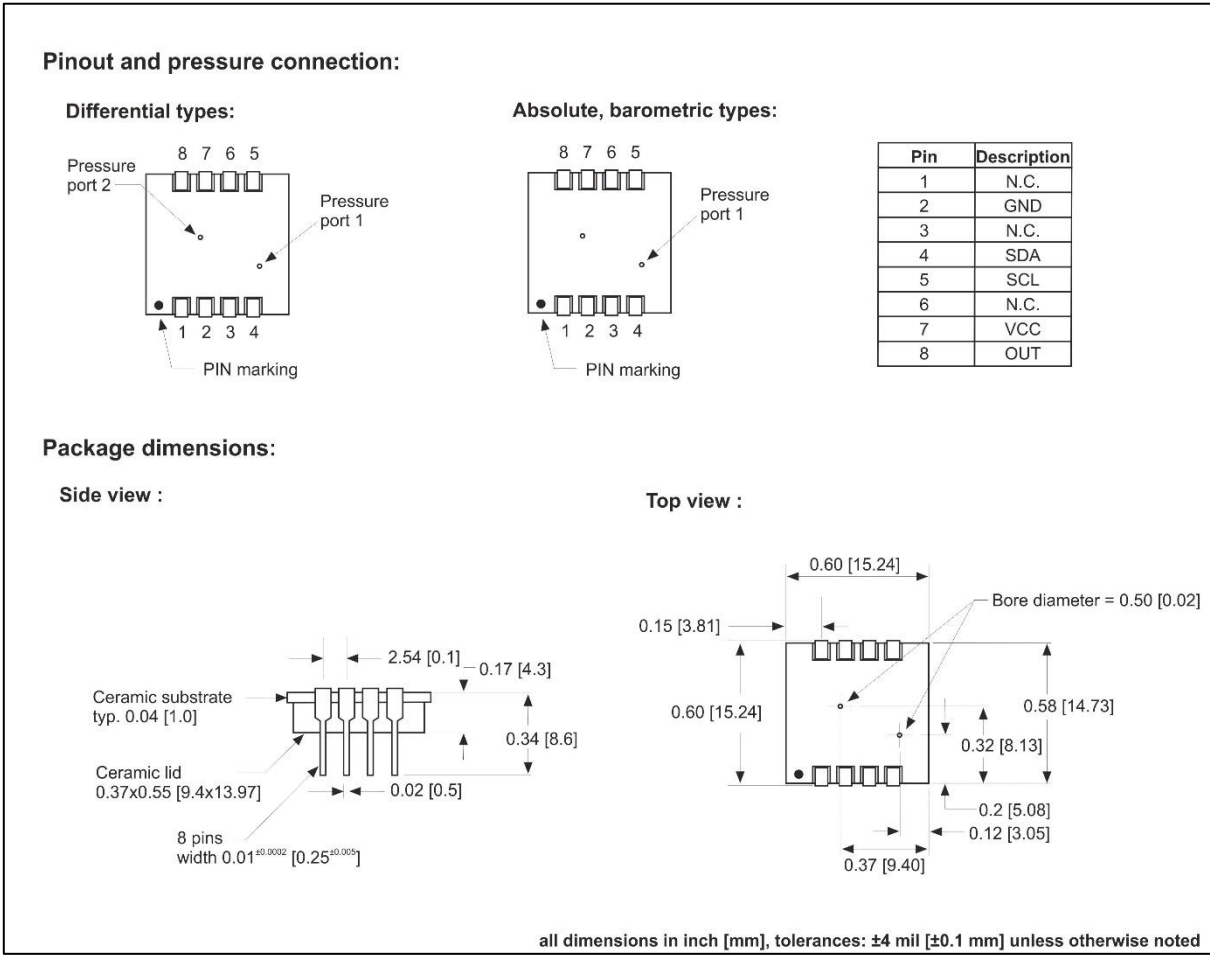 Pinout and pressure connection:
Differential types:
8 7 6 5
Pressure
port 2
Pressure
port 1
1 2 3 4
PIN marking
Absolute, barometric types:
8 7 6 5
Pressure
port 1
1 2 3 4
PIN marking
Pin Description
1 N.C.
2 GND
3 N.C.
4 SDA
5 SCL
6 N.C.
7 VCC
8 OUT
Package dimensions:
Side view :
2.54 [0.1]
0.17 [4.3]
Ceramic substrate
typ. 0.04 [1.0]
0.34 [8.6]
Ceramic lid
0.37x0.55 [9.4x13.97]
0.02 [0.5]
8 pins
width 0.01±0.0002 [0.25±0.005]
Top view :
0.60 [15.24]
Bore diameter = 0.50 [0.02]
0.15 [3.81]
0.60 [15.24]
0.58 [14.73]
0.32 [8.13]
0.2 [5.08]
0.12 [3.05]
0.37 [9.40]
all dimensions in inch [mm], tolerances: ±4 mil [±0.1 mm] unless otherwise noted